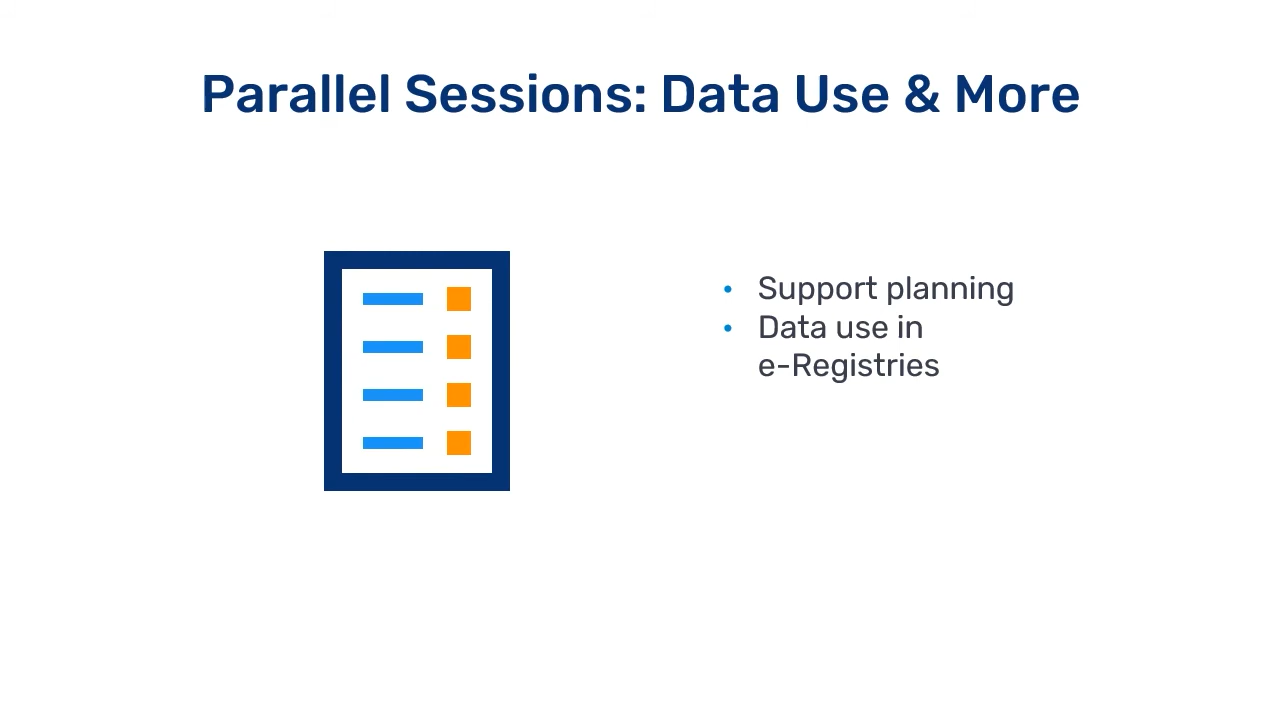 Parallel Sessions: Data Use & More
• Support planning
• Data use in
e-Registries